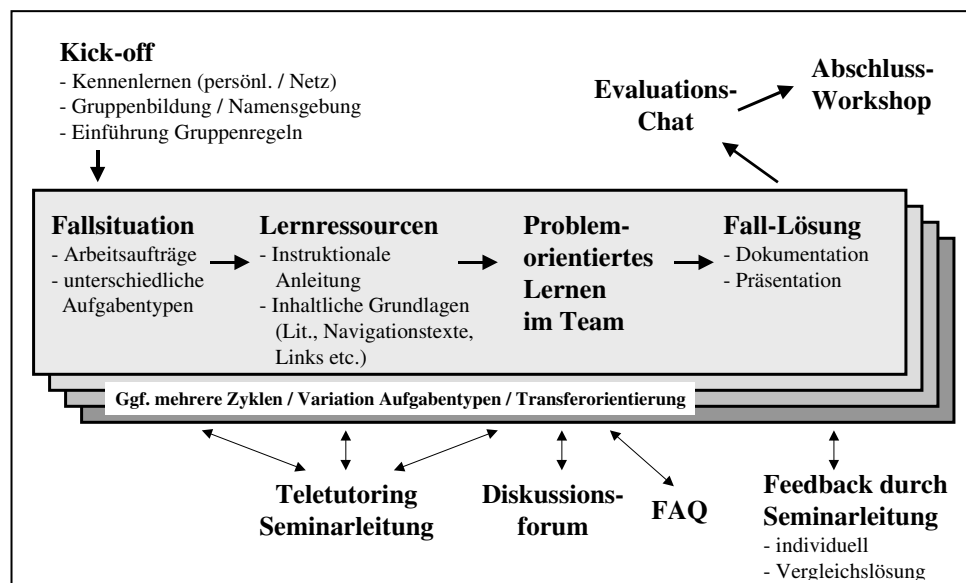 Kick-off
- Kennenlernen (persönl. / Netz)
- Gruppenbildung / Namensgebung
- Einführung Gruppenregeln
Evaluations-
Chat
Abschluss-
Workshop
Fallsituation
- Arbeitsaufträge
- unterschiedliche
Aufgabentypen
Lernressourcen
- Instruktionale
Anleitung
- Inhaltliche Grundlagen
(Lit., Navigationstexte,
Links etc.)
Problem-
orientiertes
Lernen
im Team
Fall-Lösung
- Dokumentation
- Präsentation
Ggf. mehrere Zyklen / Variation Aufgabentypen / Transferorientierung
Teletutoring
Seminarleitung
Diskussions-
forum
FAQ
Feedback durch
Seminarleitung
- individuell
- Vergleichslösung